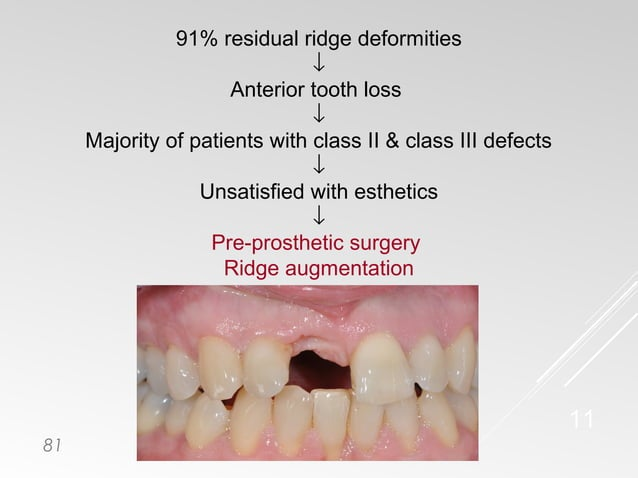 91% residual ridge deformities
↓
Anterior tooth loss
↓
Majority of patients with class II & class III defects
↓
Unsatisfied with esthetics
↓
Pre-prosthetic surgery
Ridge augmentation
11
81